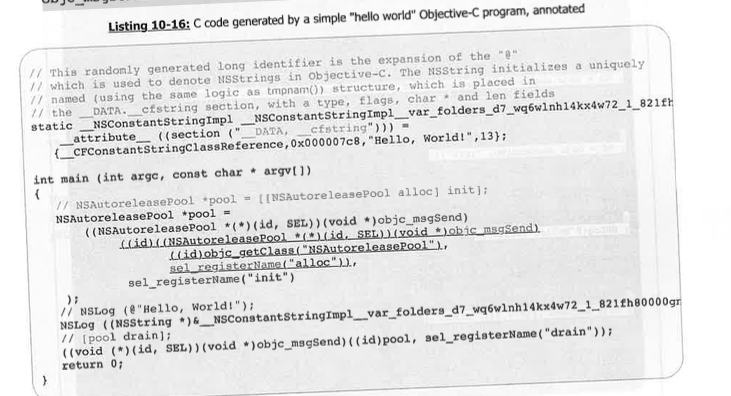 Listing 10-16: C code generated by a simple "hello world" Objective-C program, annotated
// This randomly generated long identifier is the expansion of the "@"
// which is used to denote NSStrings in Objective-C. The NSString initializes a uniquely
// named (using the same logic as tmpnam()) structure, which is placed in
// the __DATA.__cfstring section, with a type, flags, char * and len fields
static __NSConstantStringImpl __NSConstantStringImpl__var_folders_d7_wq6wlnh14kx4w72_1_821fh
__attribute__ ((section ("__DATA, __cfstring"))) =
{__CFConstantStringClassReference,0x000007c8,"Hello, World!",13};
int main (int argc, const char * argv[])
{
// NSAutoreleasePool *pool = [[NSAutoreleasePool alloc] init];
NSAutoreleasePool *pool =
((NSAutoreleasePool *(*)(id, SEL))(void *)objc_msgSend)
((id)((NSAutoreleasePool *(*)(id, SEL))(void *)objc_msgSend)
((id)objc_getClass("NSAutoreleasePool"),
sel_registerName("alloc")),
sel_registerName("init")
);
// NSLog (@"Hello, World!");
NSLog ((NSString *)&__NSConstantStringImpl__var_folders_d7_wq6wlnh14kx4w72_1_821fh80000gn
// [pool drain];
((void (*)(id, SEL))(void *)objc_msgSend)((id)pool, sel_registerName("drain"));
return 0;
}